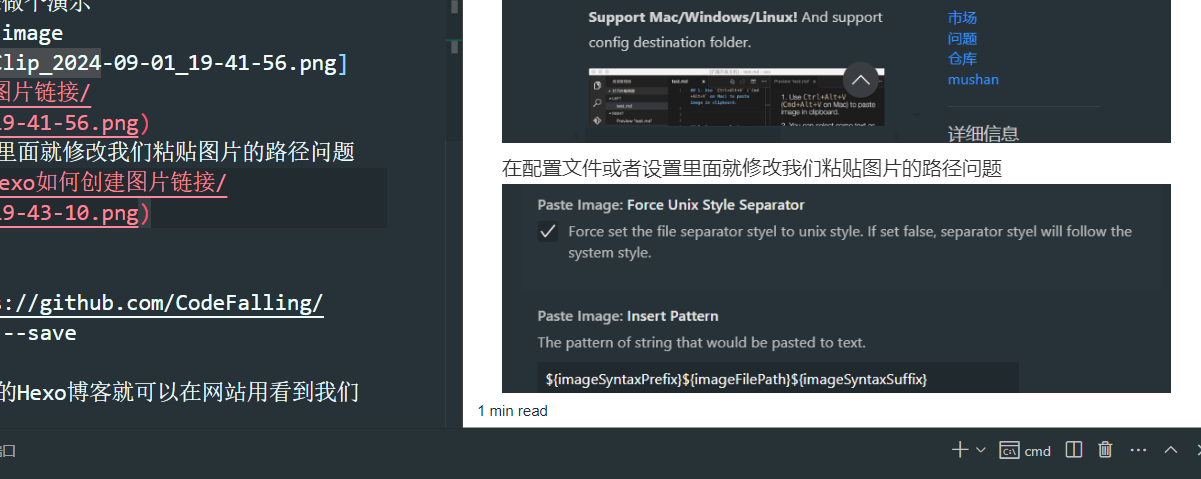 做个演示
image
Clip_2024-09-01_19-41-56.png]
图片链接/
19-41-56.png)
里面就修改我们粘贴图片的路径问题
exo如何创建图片链接/
19-43-10.png)
://github.com/CodeFalling/
--save
的Hexo博客就可以在网站用看到我们
Support Mac/Windows/Linux! And support
config destination folder.
市场
问题
仓库
mushan
test.md
1. Use Ctrl+Alt+V
(Cmd+Alt+V on Mac) to paste
image in clipboard.
详细信息
在配置文件或者设置里面就修改我们粘贴图片的路径问题
Paste Image: Force Unix Style Separator
Force set the file separator styel to unix style. If set false, separator styel will follow the
system style.
Paste Image: Insert Pattern
The pattern of string that would be pasted to text.
${imageSyntaxPrefix}${imageFilePath}${imageSyntaxSuffix}
1 min read
口
cmd